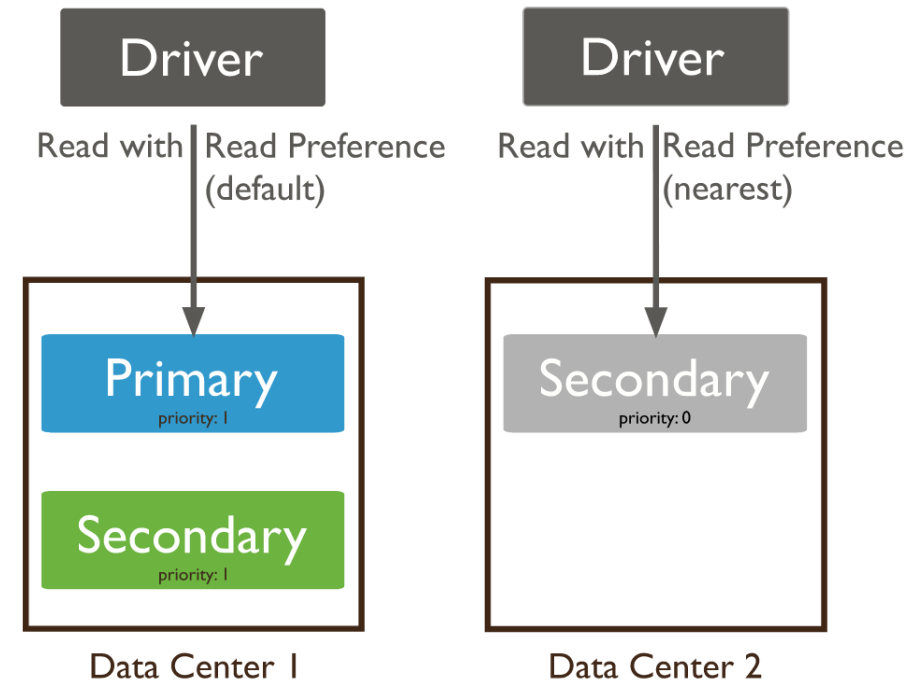 Driver
Read with Read Preference
(default)
Primary
priority: 1
Secondary
priority: 1
Data Center 1
Driver
Read with Read Preference
(nearest)
Secondary
priority: 0
Data Center 2